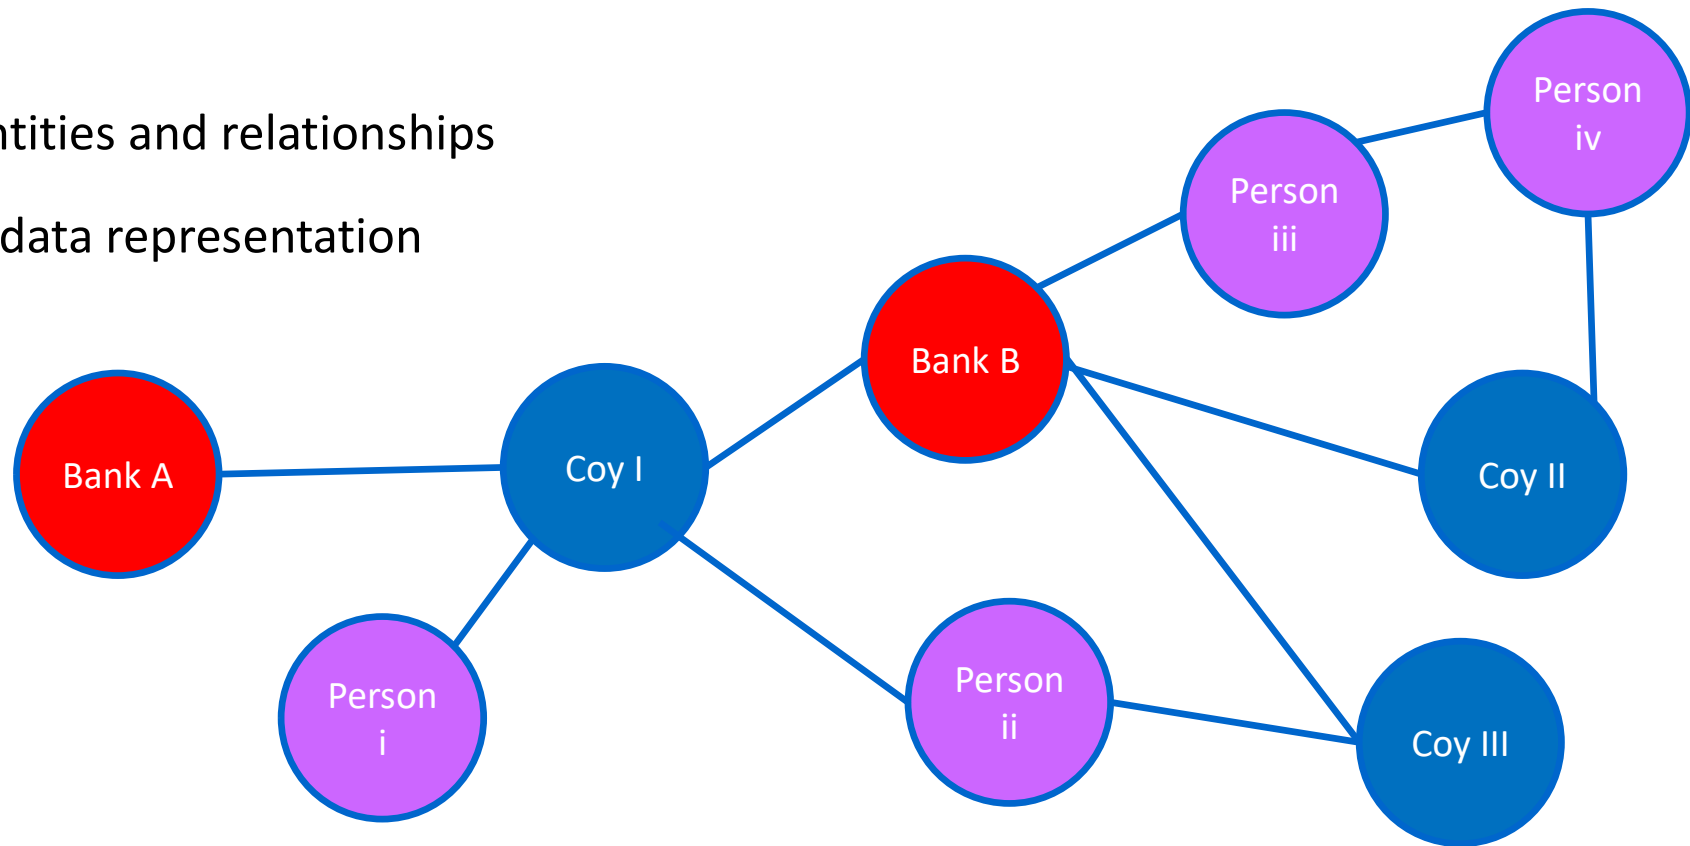 ntities and relationships
data representation
Person
iv
Person
iii
Bank B
Bank A
Coy I
Coy II
Person
i
Person
ii
Coy III